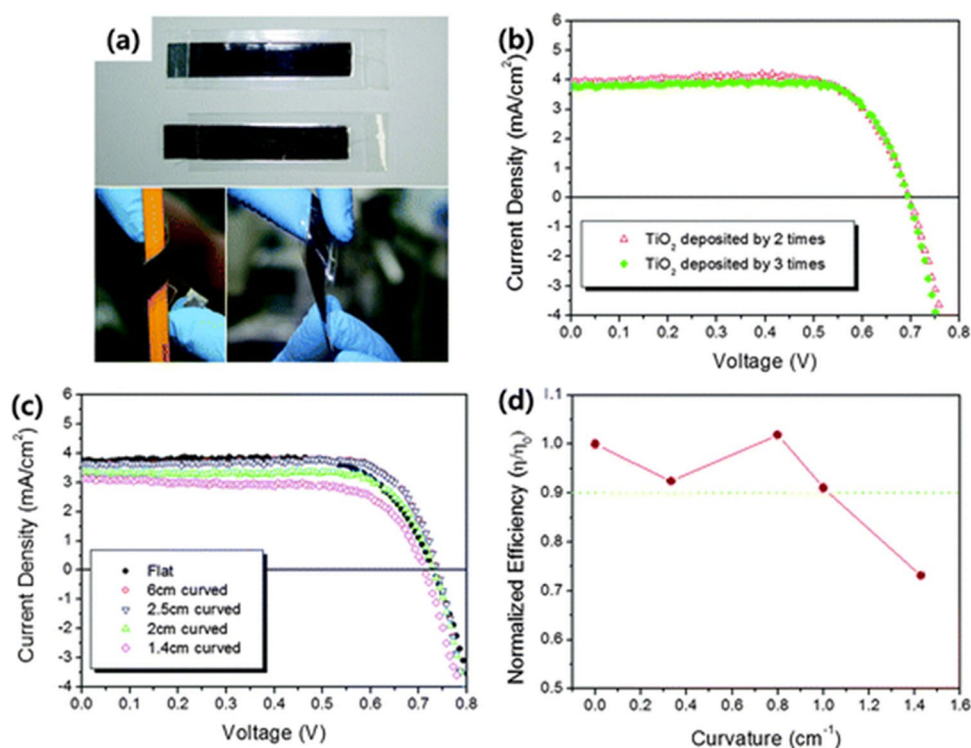 (a)
(b)
Current Density (mA/cm²)
6
5
4
3
2
1
0
-1
-2
-3
-4
TiO₂ deposited by 2 times
TiO₂ deposited by 3 times
0.0 0.1 0.2 0.3 0.4 0.5 0.6 0.7 0.8
Voltage (V)
(c)
Current Density (mA/cm²)
6
5
4
3
2
1
0
-1
-2
-3
-4
Flat
6cm curved
2.5cm curved
2cm curved
1.4cm curved
0.0 0.1 0.2 0.3 0.4 0.5 0.6 0.7 0.8
Voltage (V)
(d)
Normalized Efficiency (η/η₀)
1.1
1.0
0.9
0.8
0.7
0.6
0.5
0.0 0.2 0.4 0.6 0.8 1.0 1.2 1.4 1.6
Curvature (cm⁻¹)